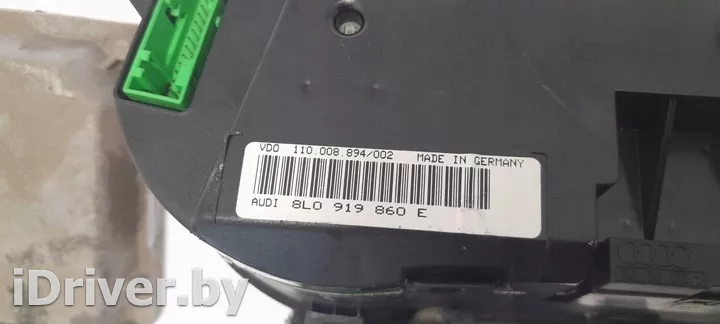 VDO 110.008.894/002 MADE IN GERMANY
AUDI 8L0 919 860 E
iDriver.by